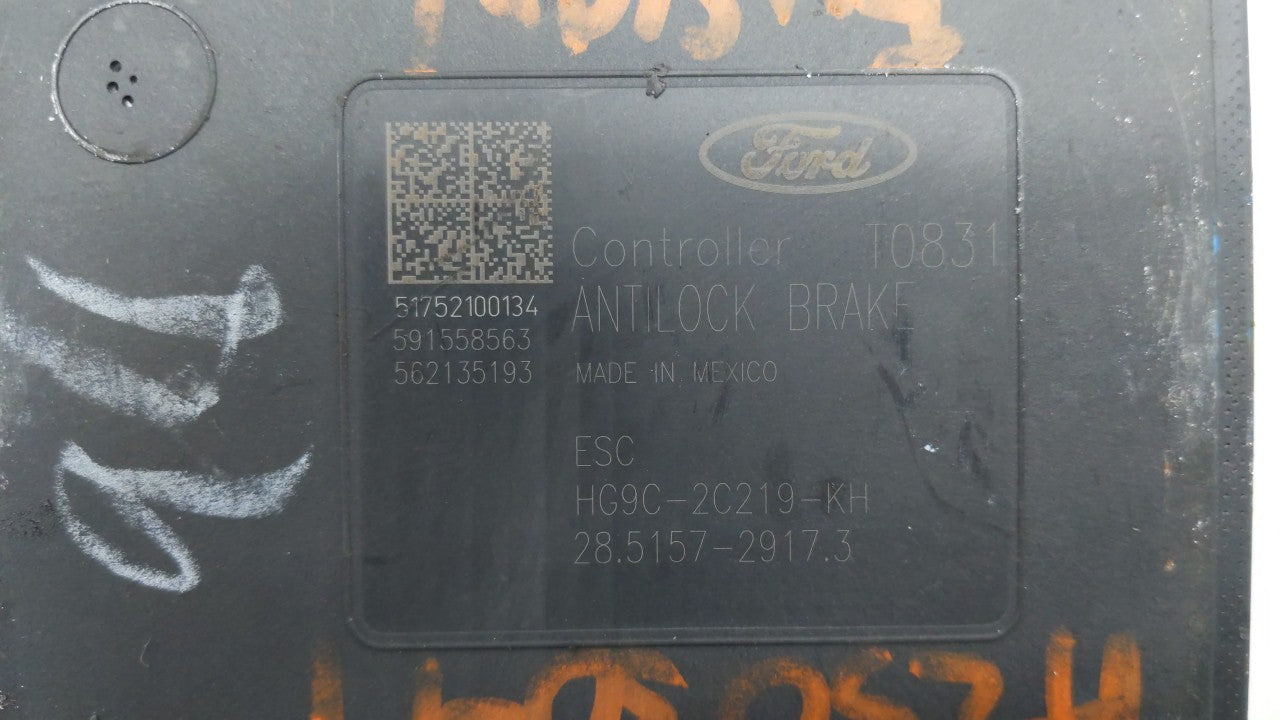 Ford
Controller T0831
ANTILOCK BRAKE
MADE IN MEXICO
51752100134
591558563
562135193
ESC
HG9C-2C219-KH
28.5157-2917.3